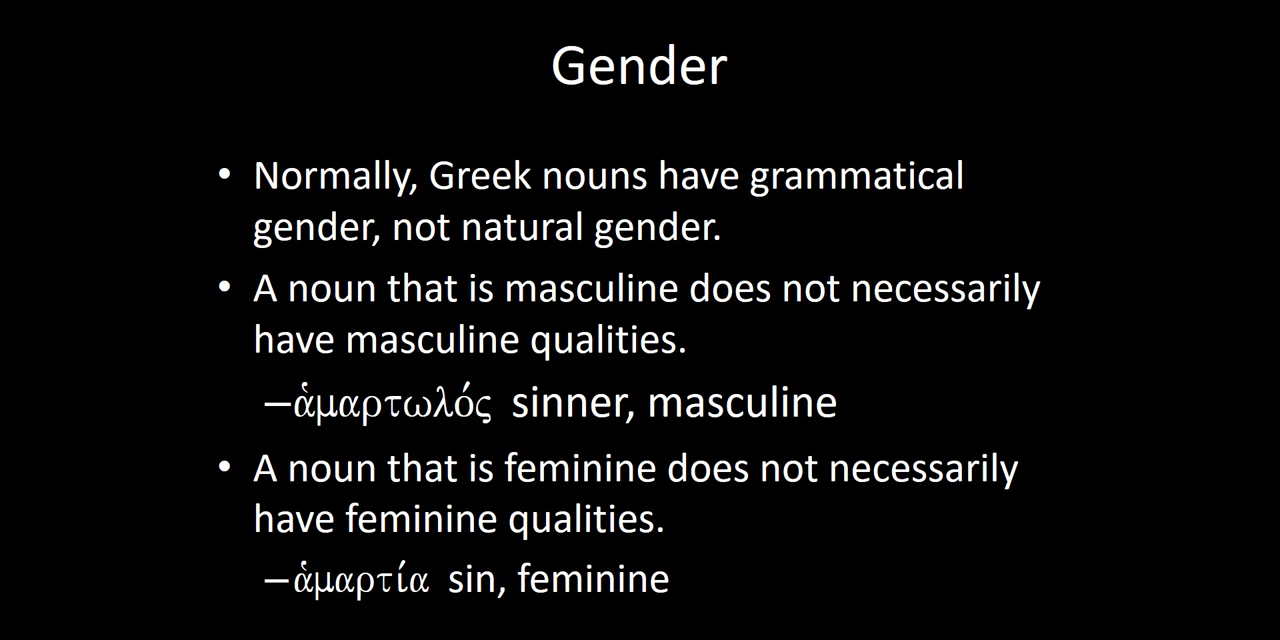 Gender
• Normally, Greek nouns have grammatical
gender, not natural gender.
• A noun that is masculine does not necessarily
have masculine qualities.
–ἁμαρτωλός sinner, masculine
• A noun that is feminine does not necessarily
have feminine qualities.
–ἁμαρτία sin, feminine